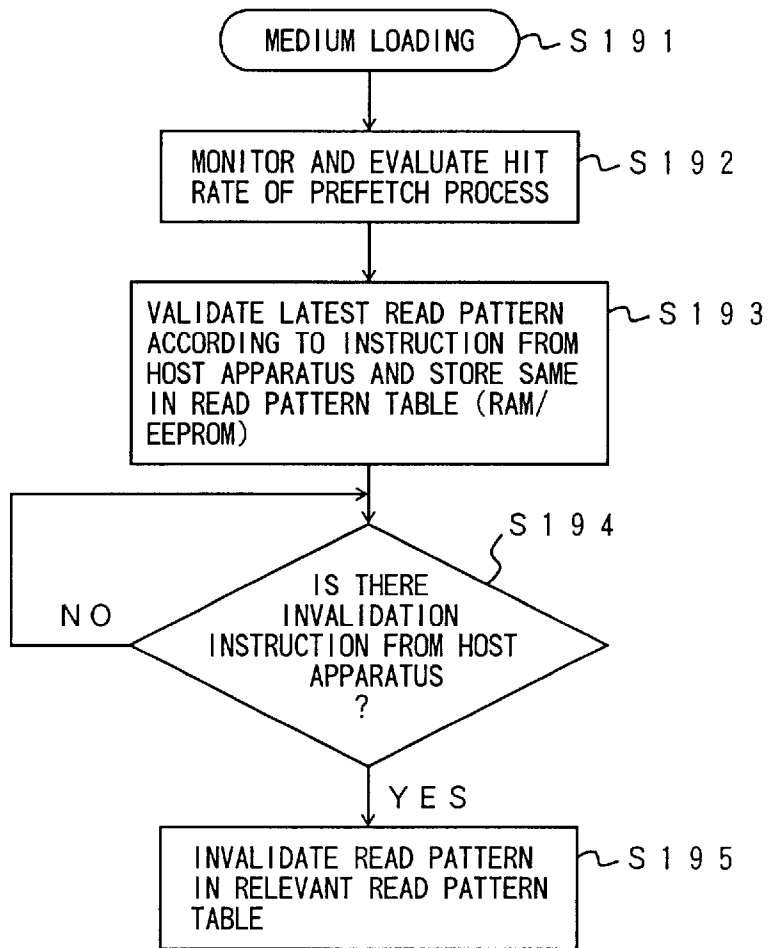 MEDIUM LOADING
S191
MONITOR AND EVALUATE HIT
RATE OF PREFETCH PROCESS
S192
VALIDATE LATEST READ PATTERN
ACCORDING TO INSTRUCTION FROM
HOST APPARATUS AND STORE SAME
IN READ PATTERN TABLE (RAM/
EEPROM)
S193
S194
IS THERE
INVALIDATION
INSTRUCTION FROM HOST
APPARATUS
?
NO
YES
INVALIDATE READ PATTERN
IN RELEVANT READ PATTERN
TABLE
S195